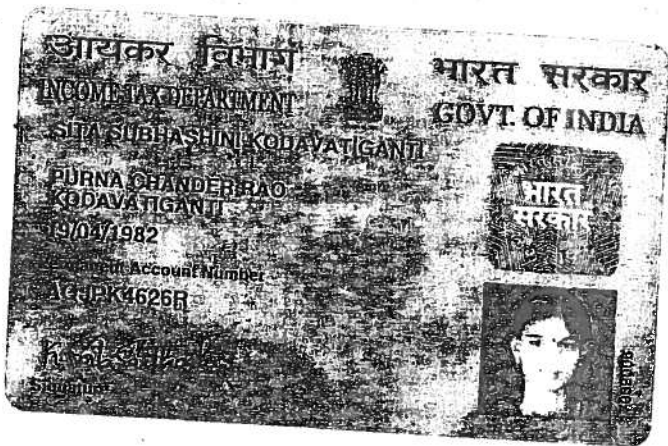 आयकर विभाग
भारत सरकार
INCOME TAX DEPARTMENT
GOVT. OF INDIA
SITA SUBHASHINI KODAVATIGANTI
PURNA CHANDER RAO
KODAVATIGANTI
19/04/1982
Permanent Account Number
भारत
सरकार
Signature